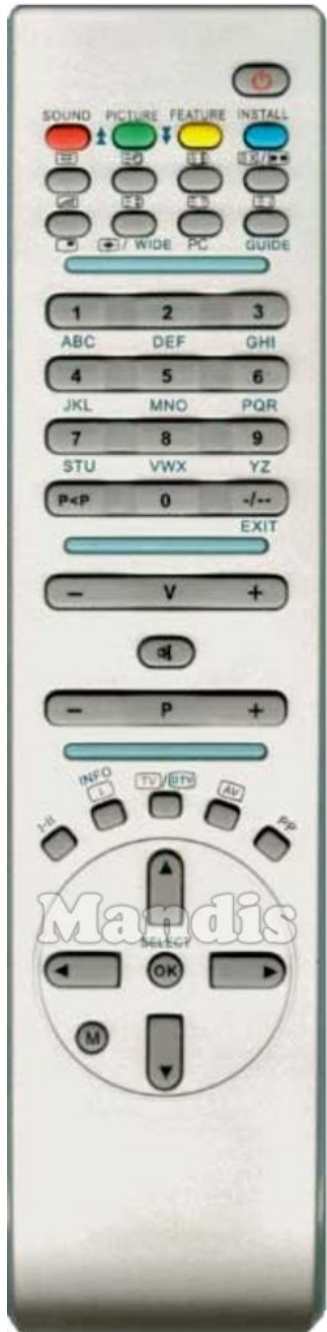 SOUND PICTURE FEATURE INSTALL
/ WIDE PC GUIDE
1 2 3
ABC DEF GHI
4 5 6
JKL MNO PQR
7 8 9
STU VWX YZ
P<P 0 -/--
EXIT
- V +
- P +
INFO TV/DTV AV
I-II i PP
Mandis
SELECT
OK
M